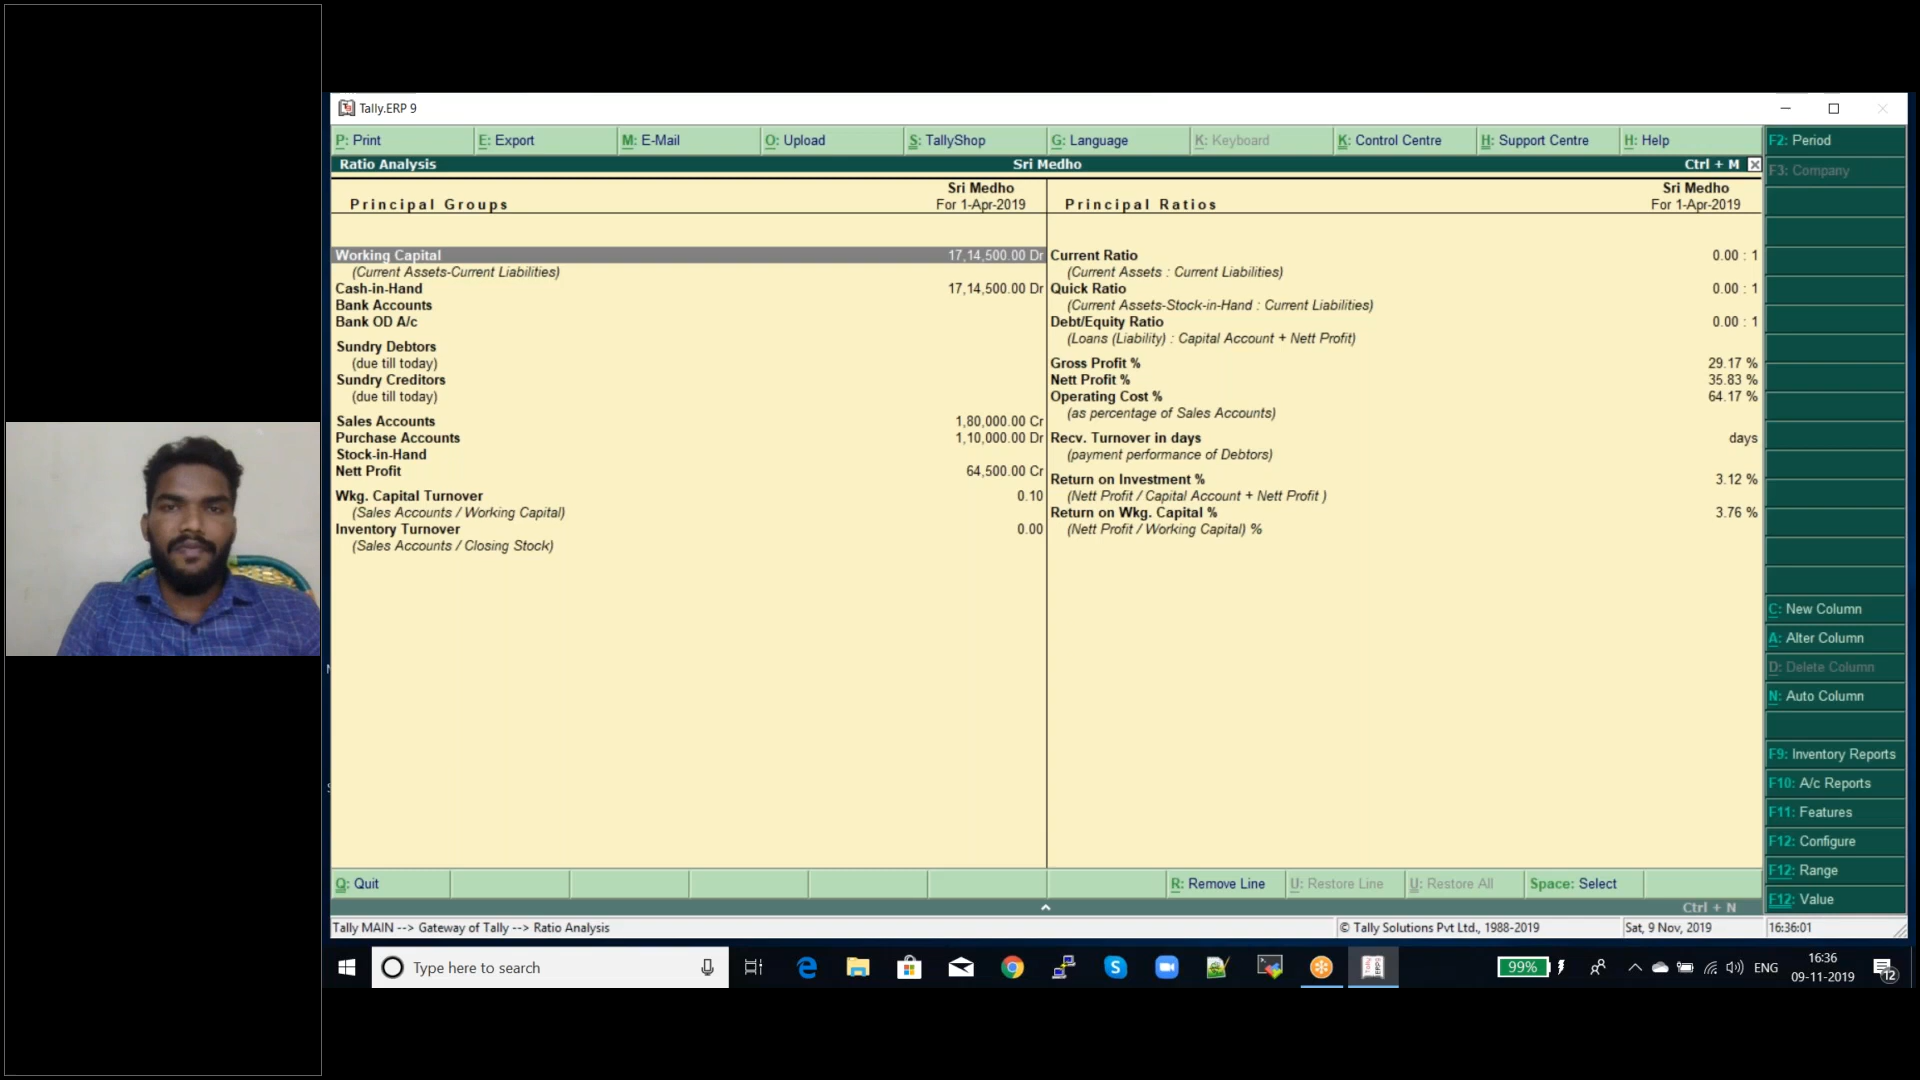 Tally.ERP 9
P: Print E: Export M: E-Mail O: Upload S: TallyShop G: Language K: Keyboard K: Control Centre H: Support Centre H: Help
Ratio Analysis Sri Medho Ctrl + M
Principal Groups
Sri Medho
For 1-Apr-2019
Working Capital 17,14,500.00 Dr
(Current Assets-Current Liabilities)
Cash-in-Hand 17,14,500.00 Dr
Bank Accounts
Bank OD A/c
Sundry Debtors
(due till today)
Sundry Creditors
(due till today)
Sales Accounts 1,80,000.00 Cr
Purchase Accounts 1,10,000.00 Dr
Stock-in-Hand
Nett Profit 64,500.00 Cr
Wkg. Capital Turnover 0.10
(Sales Accounts / Working Capital)
Inventory Turnover 0.00
(Sales Accounts / Closing Stock)
Principal Ratios
Sri Medho
For 1-Apr-2019
Current Ratio 0.00 : 1
(Current Assets : Current Liabilities)
Quick Ratio 0.00 : 1
(Current Assets-Stock-in-Hand : Current Liabilities)
Debt/Equity Ratio 0.00 : 1
(Loans (Liability) : Capital Account + Nett Profit)
Gross Profit % 29.17 %
Nett Profit % 35.83 %
Operating Cost % 64.17 %
(as percentage of Sales Accounts)
Recv. Turnover in days days
(payment performance of Debtors)
Return on Investment % 3.12 %
(Nett Profit / Capital Account + Nett Profit )
Return on Wkg. Capital % 3.76 %
(Nett Profit / Working Capital) %
F2: Period
F3: Company
C: New Column
A: Alter Column
D: Delete Column
N: Auto Column
F9: Inventory Reports
F10: A/c Reports
F11: Features
F12: Configure
F12: Range
F12: Value
Q: Quit R: Remove Line U: Restore Line U: Restore All Space: Select
Ctrl + N
Tally MAIN --> Gateway of Tally --> Ratio Analysis © Tally Solutions Pvt Ltd., 1988-2019 Sat, 9 Nov, 2019 16:36:01
Type here to search 99% ENG 16:36
09-11-2019 12